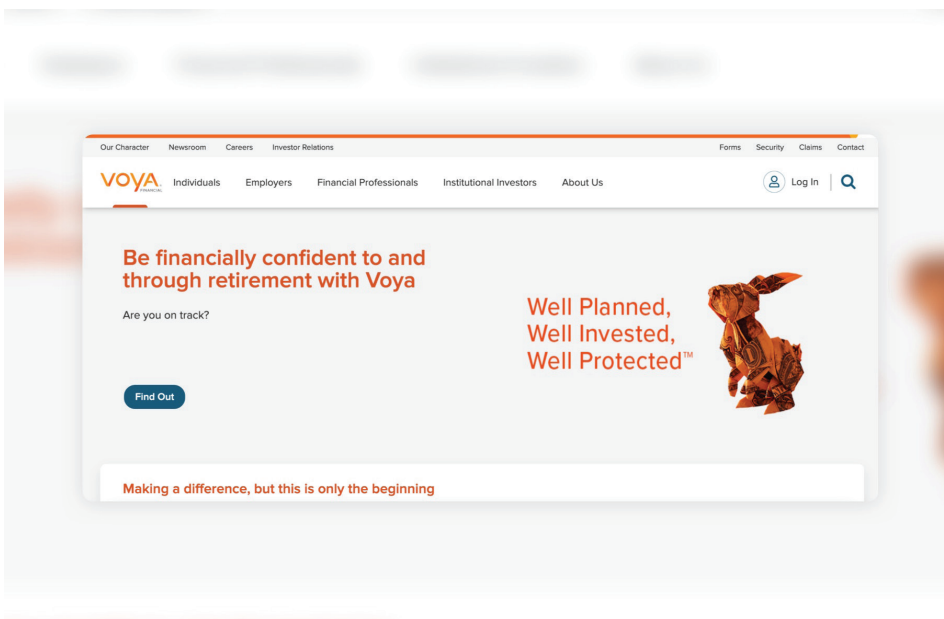 Our Character Newsroom Careers Investor Relations Forms Security Claims Contact
VOYA FINANCIAL Individuals Employers Financial Professionals Institutional Investors About Us Log In
Be financially confident to and
through retirement with Voya
Are you on track?
Well Planned,
Well Invested,
Well Protected™
Find Out
Making a difference, but this is only the beginning